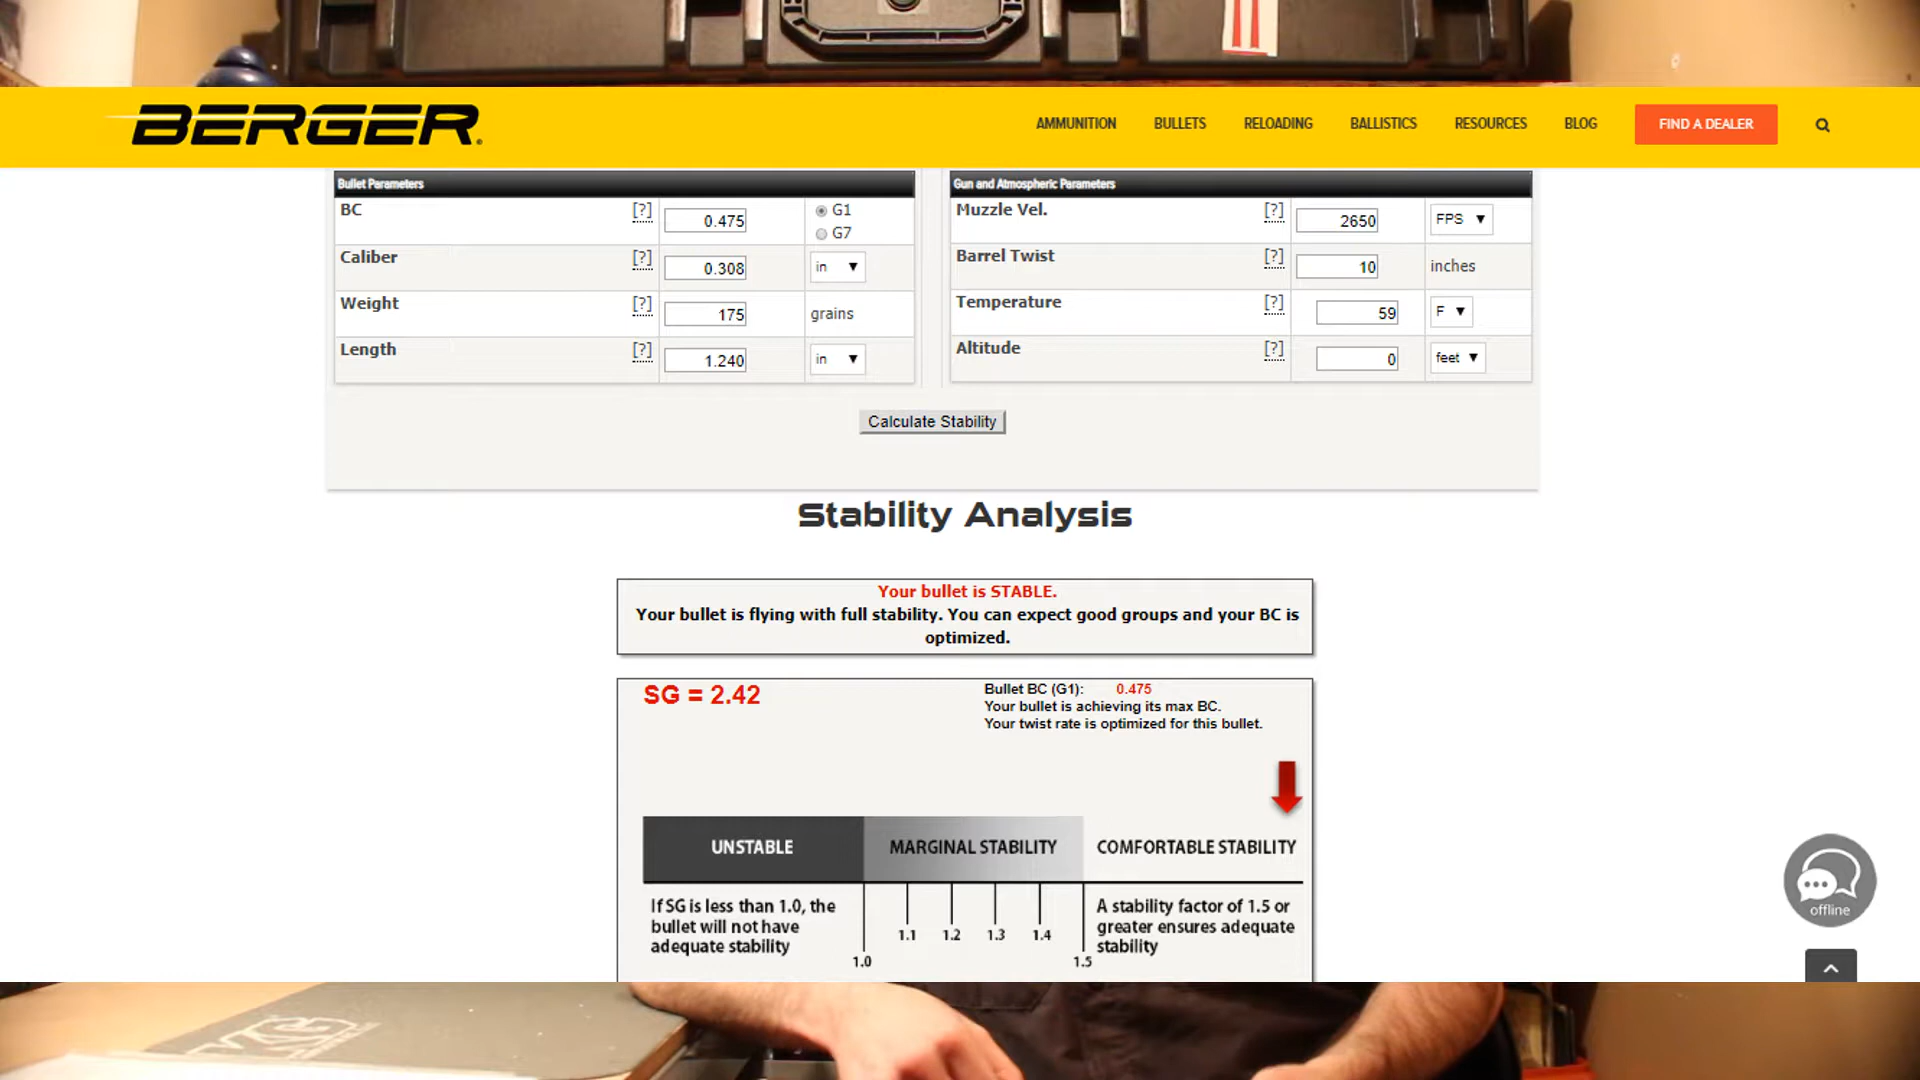 BERGER.
AMMUNITION BULLETS RELOADING BALLISTICS RESOURCES BLOG FIND A DEALER
Bullet Parameters
BC [?] 0.475 G1
G7
Caliber [?] 0.308 in
Weight [?] 175 grains
Length [?] 1.240 in
Gun and Atmospheric Parameters
Muzzle Vel. [?] 2650 FPS
Barrel Twist [?] 10 inches
Temperature [?] 59 F
Altitude [?] 0 feet
Calculate Stability
Stability Analysis
Your bullet is STABLE.
Your bullet is flying with full stability. You can expect good groups and your BC is
optimized.
SG = 2.42
Bullet BC (G1): 0.475
Your bullet is achieving its max BC.
Your twist rate is optimized for this bullet.
UNSTABLE MARGINAL STABILITY COMFORTABLE STABILITY
If SG is less than 1.0, the
bullet will not have
adequate stability
1.0
1.1 1.2 1.3 1.4
1.5
A stability factor of 1.5 or
greater ensures adequate
stability
offline